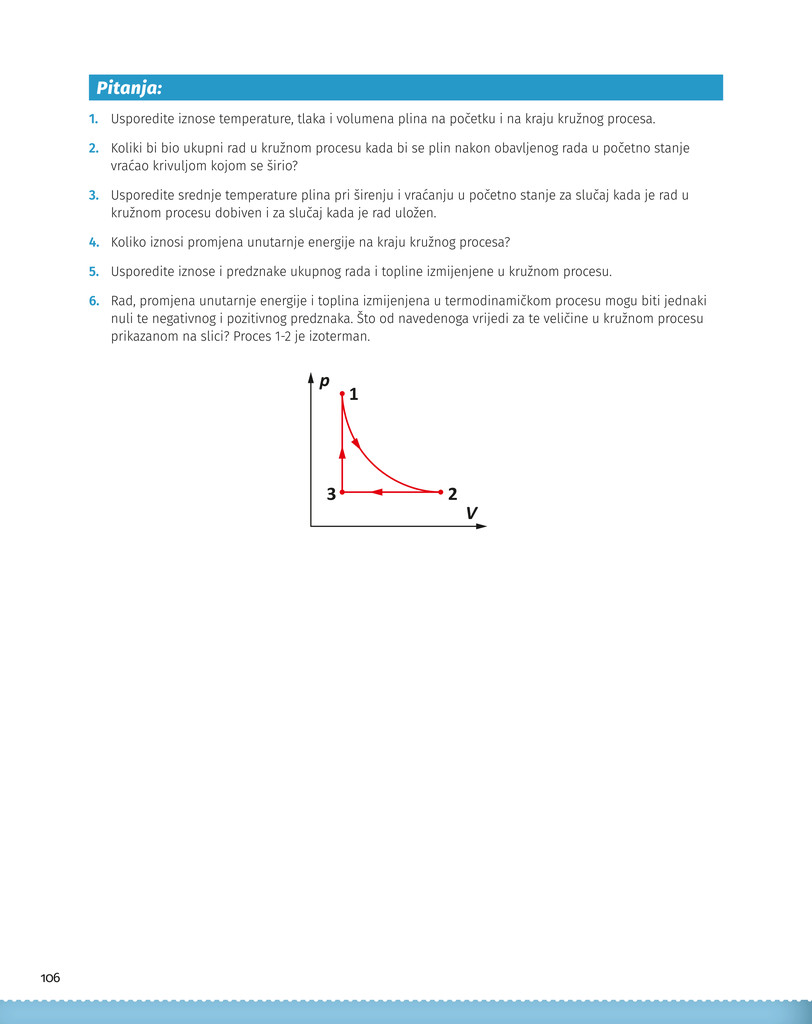 Pitanja:
1. Usporedite iznose temperature, tlaka i volumena plina na početku i na kraju kružnog procesa.
2. Koliki bi bio ukupni rad u kružnom procesu kada bi se plin nakon obavljenog rada u početno stanje
vraćao krivuljom kojom se širio?
3. Usporedite srednje temperature plina pri širenju i vraćanju u početno stanje za slučaj kada je rad u
kružnom procesu dobiven i za slučaj kada je rad uložen.
4. Koliko iznosi promjena unutarnje energije na kraju kružnog procesa?
5. Usporedite iznose i predznake ukupnog rada i topline izmijenjene u kružnom procesu.
6. Rad, promjena unutarnje energije i toplina izmijenjena u termodinamičkom procesu mogu biti jednaki
nuli te negativnog i pozitivnog predznaka. Što od navedenoga vrijedi za te veličine u kružnom procesu
prikazanom na slici? Proces 1-2 je izoterman.
p
1
3
2
V
106